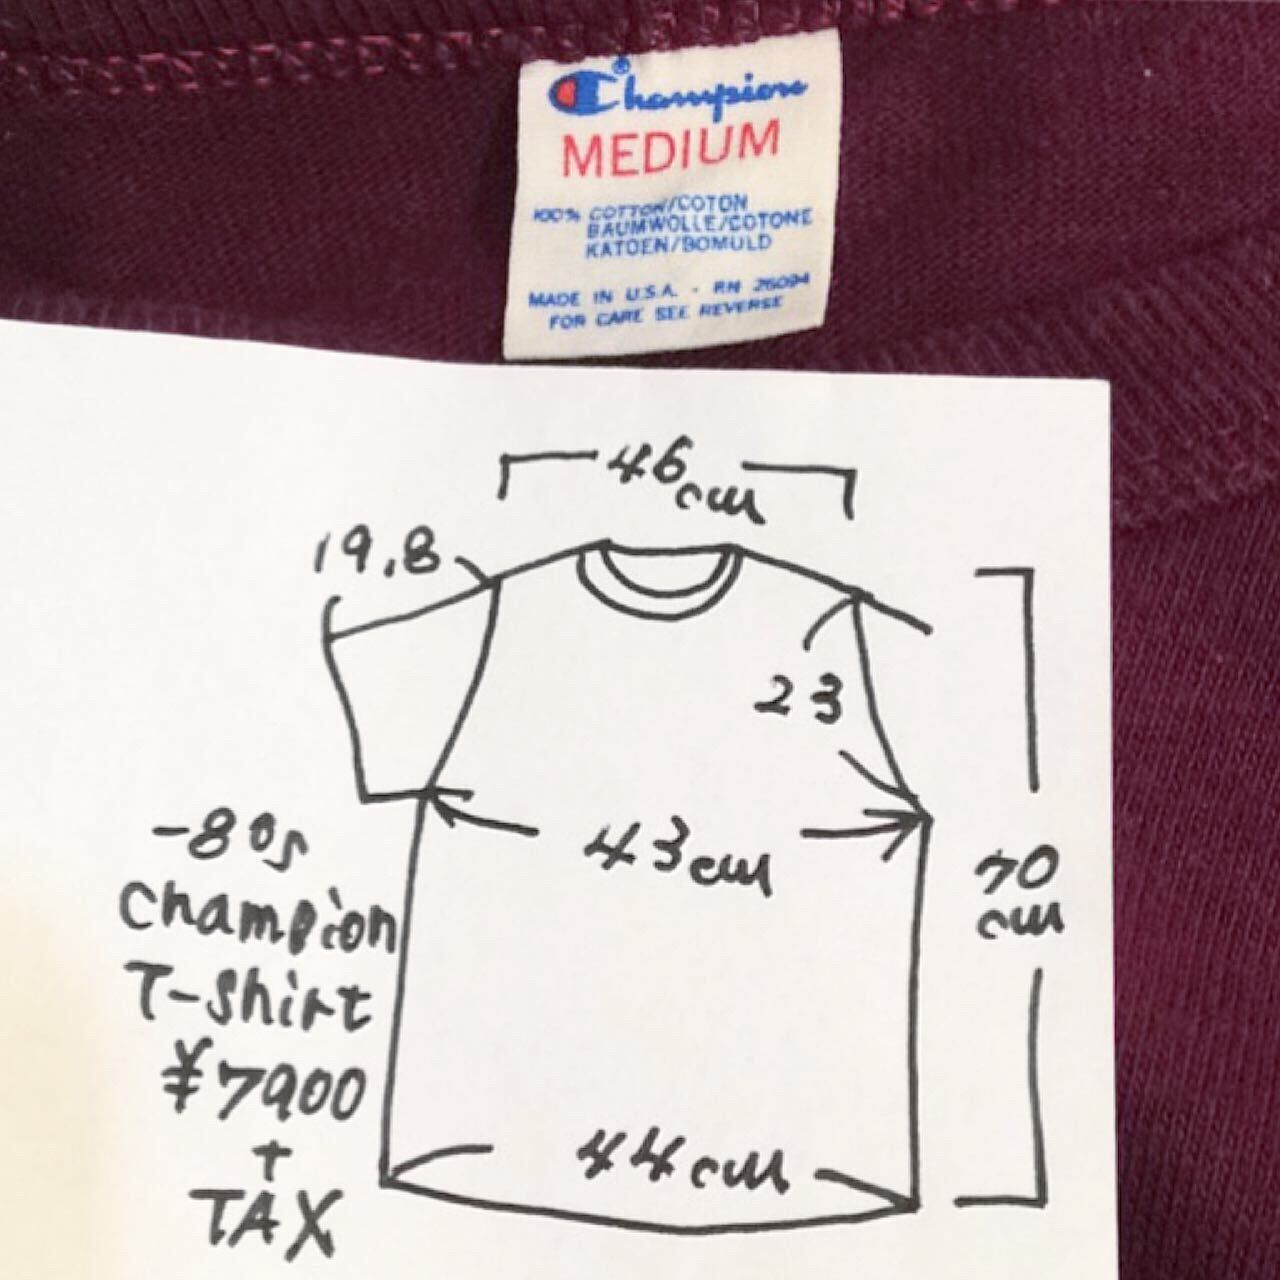 Champion®
MEDIUM
100% COTTON/COTON
BAUMWOLLE/COTONE
KATOEN/BOMULD
MADE IN U.S.A. - RN 26094
FOR CARE SEE REVERSE
46cm
19.8
23
43cm
70
cm
-80s
Champion
T-shirt
¥7900
+
TAX
44cm